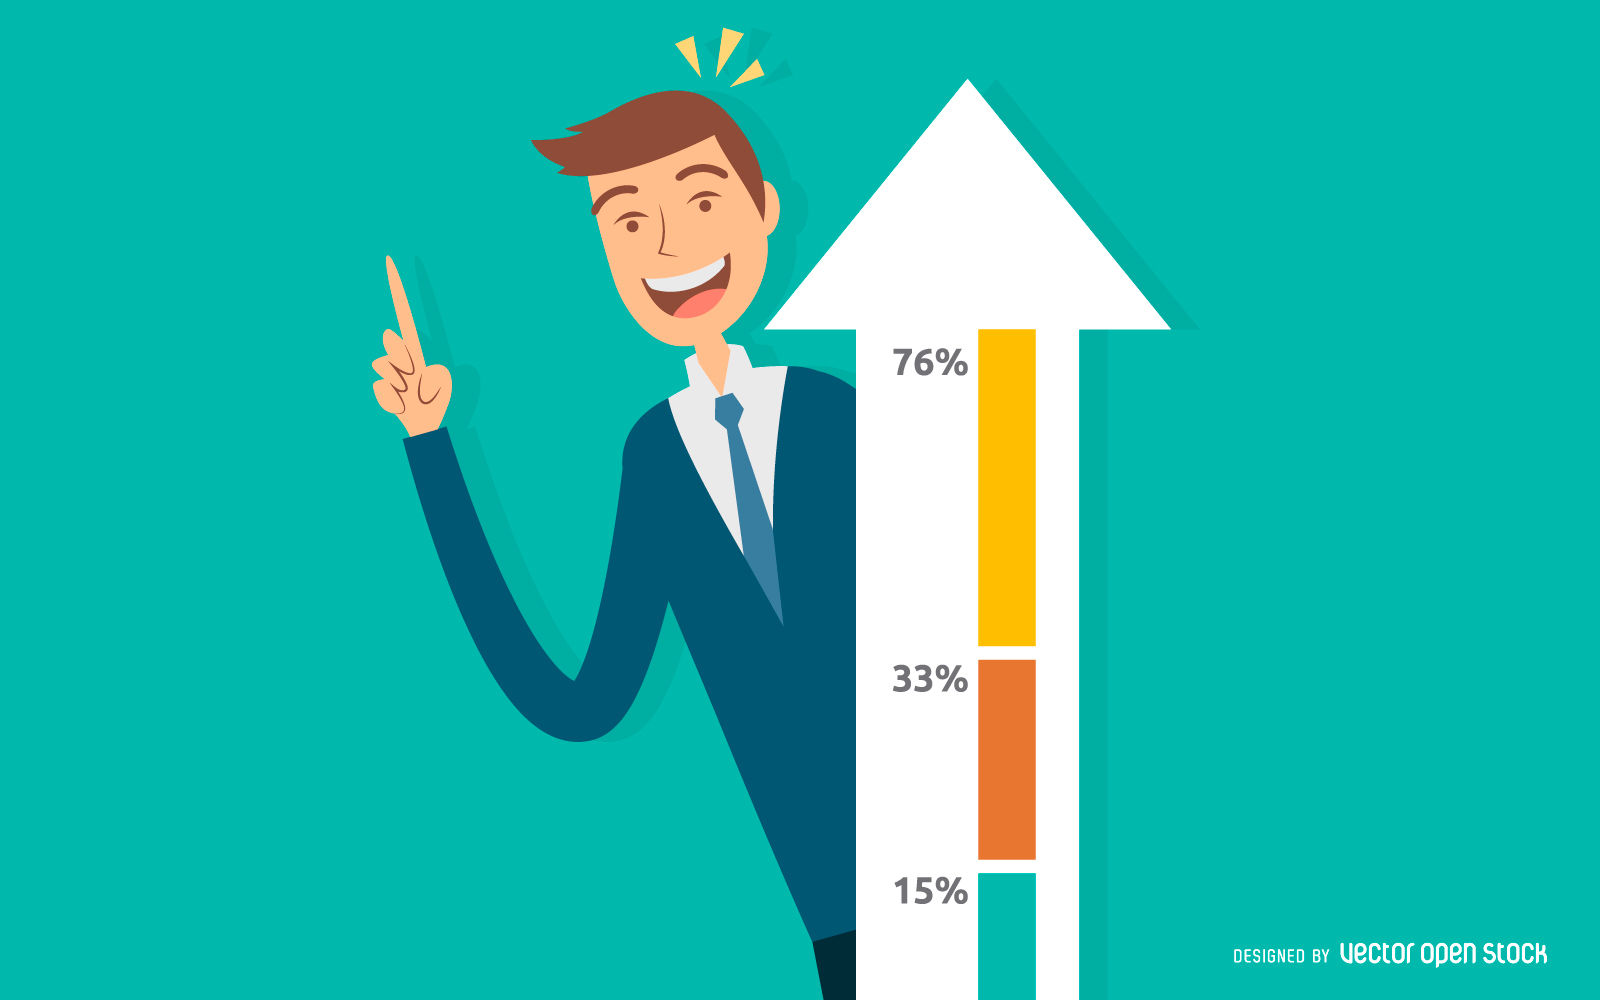 76%
33%
15%
DESIGNED BY vector open stock